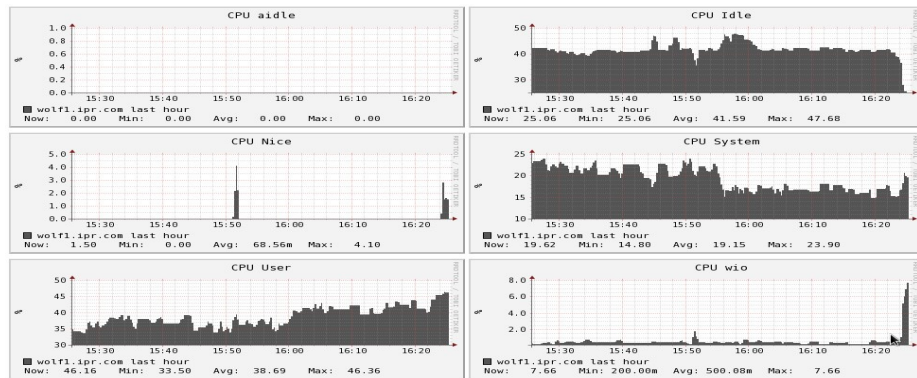 CPU aidle
1.0
0.8
0.6
0.4
0.2
0.0
%
15:30 15:40 15:50 16:00 16:10 16:20
wolf1.ipr.com last hour
Now: 0.00 Min: 0.00 Avg: 0.00 Max: 0.00
CPU Idle
50
40
30
%
15:30 15:40 15:50 16:00 16:10 16:20
wolf1.ipr.com last hour
Now: 25.06 Min: 25.06 Avg: 41.59 Max: 47.68
CPU Nice
5.0
4.0
3.0
2.0
1.0
0.0
%
15:30 15:40 15:50 16:00 16:10 16:20
wolf1.ipr.com last hour
Now: 1.50 Min: 0.00 Avg: 68.56m Max: 4.10
CPU System
25
20
15
10
%
15:30 15:40 15:50 16:00 16:10 16:20
wolf1.ipr.com last hour
Now: 19.62 Min: 14.80 Avg: 19.15 Max: 23.90
CPU User
50
45
40
35
30
%
15:30 15:40 15:50 16:00 16:10 16:20
wolf1.ipr.com last hour
Now: 46.16 Min: 33.50 Avg: 38.69 Max: 46.36
CPU wio
8.0
6.0
4.0
2.0
%
15:30 15:40 15:50 16:00 16:10 16:20
wolf1.ipr.com last hour
Now: 7.66 Min: 200.00m Avg: 500.08m Max: 7.66